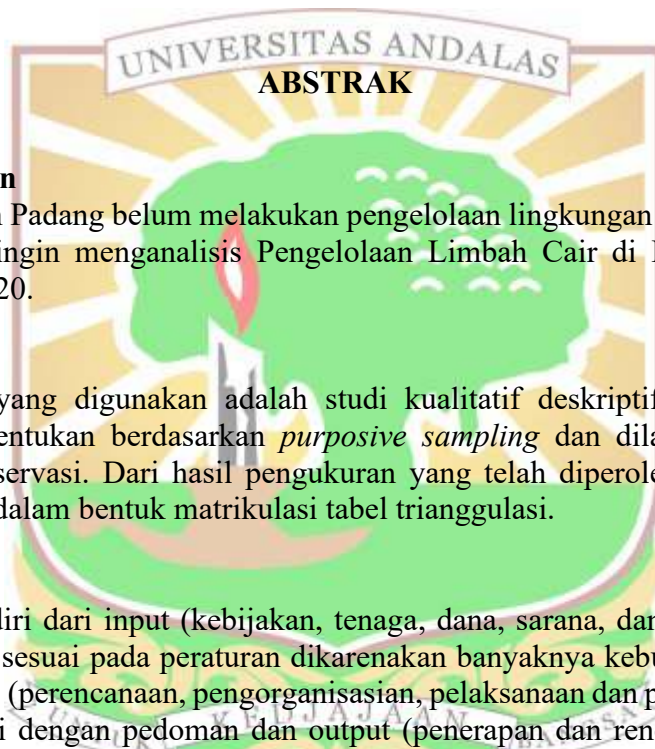 UNIVERSITAS ANDALAS
ABSTRAK
n
Padang belum melakukan pengelolaan lingkungan
ingin menganalisis Pengelolaan Limbah Cair di
20.
yang digunakan adalah studi kualitatif deskriptif
entukan berdasarkan purposive sampling dan dila
servasi. Dari hasil pengukuran yang telah diperole
dalam bentuk matrikulasi tabel trianggulasi.
diri dari input (kebijakan, tenaga, dana, sarana, dan
sesuai pada peraturan dikarenakan banyaknya kebu
(perencanaan, pengorganisasian, pelaksanaan dan p
UNTUK KEDJAJAAN BANGSA
i dengan pedoman dan output (penerapan dan ren